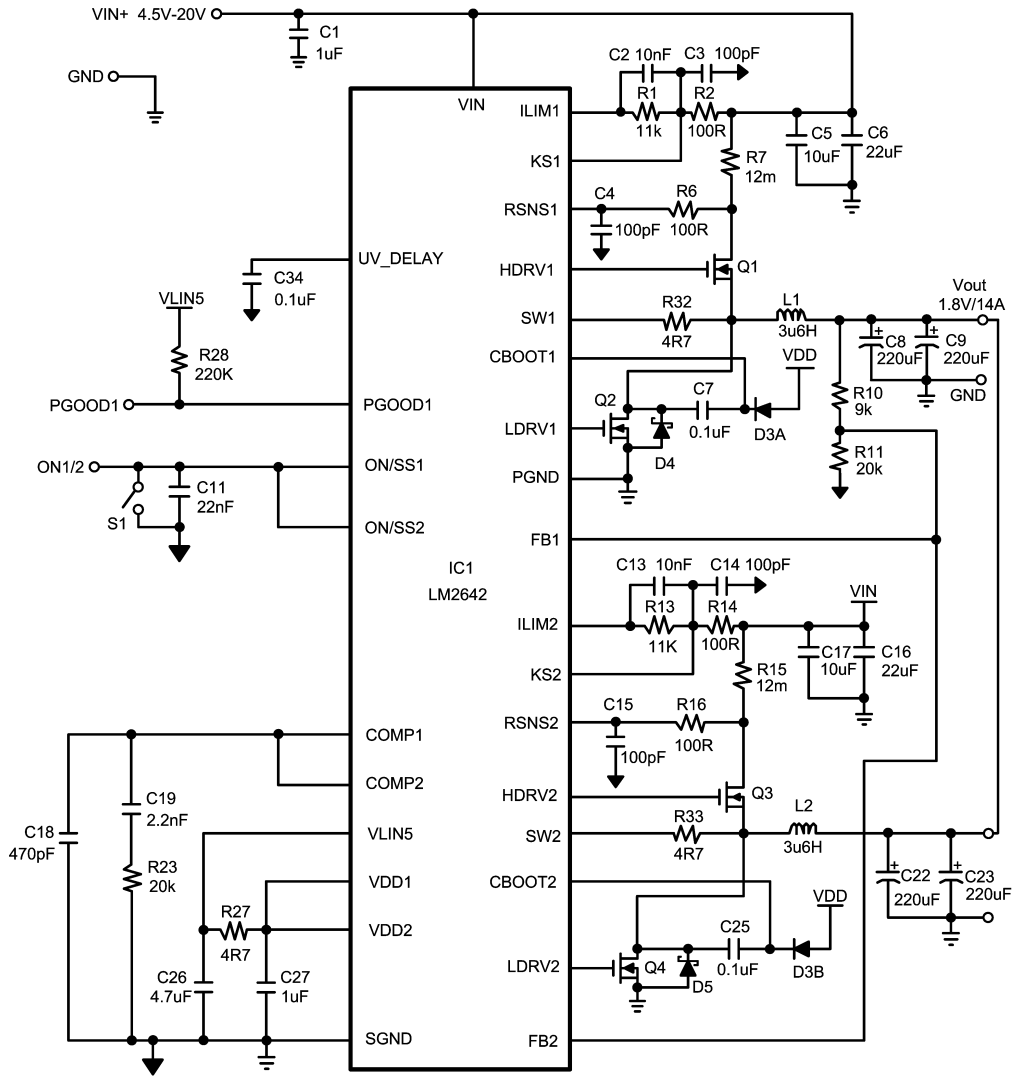 VIN+ 4.5V-20V
C1
1uF
GND
VIN
C2 10nF
C3 100pF
ILIM1
R1
11k
R2
100R
C5
10uF
C6
22uF
R7
12m
KS1
RSNS1
C4
100pF
R6
100R
UV_DELAY
C34
0.1uF
HDRV1
Q1
VLIN5
R28
220K
SW1
R32
4R7
L1
3u6H
Vout
1.8V/14A
C8
220uF
C9
220uF
CBOOT1
VDD
GND
PGOOD1
PGOOD1
Q2
C7
0.1uF
D3A
R10
9k
LDRV1
D4
R11
20k
ON1/2
ON/SS1
PGND
S1
C11
22nF
ON/SS2
FB1
IC1
LM2642
C13 10nF
C14 100pF
VIN
ILIM2
R13
11K
R14
100R
C17
10uF
C16
22uF
R15
12m
KS2
RSNS2
C15
100pF
R16
100R
COMP1
COMP2
HDRV2
Q3
C18
470pF
C19
2.2nF
VLIN5
SW2
R33
4R7
L2
3u6H
R23
20k
VDD1
CBOOT2
C22
220uF
C23
220uF
VDD
R27
4R7
VDD2
C25
0.1uF
D3B
LDRV2
Q4
D5
C26
4.7uF
C27
1uF
SGND
FB2